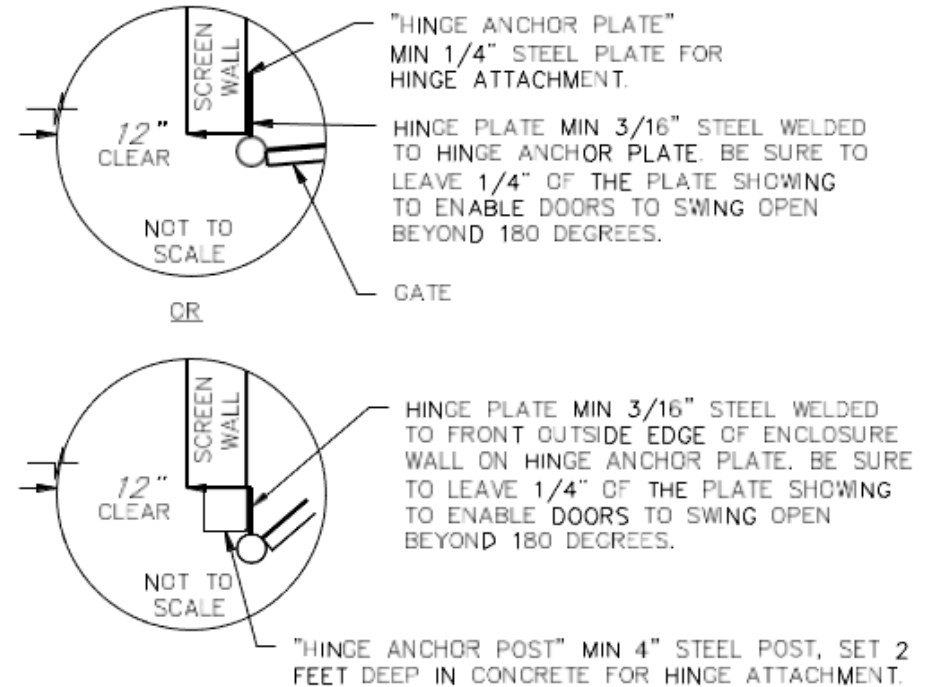 "HINGE ANCHOR PLATE"
MIN 1/4" STEEL PLATE FOR
HINGE ATTACHMENT.
SCREEN
WALL
12"
CLEAR
HINGE PLATE MIN 3/16" STEEL WELDED
TO HINGE ANCHOR PLATE. BE SURE TO
LEAVE 1/4" OF THE PLATE SHOWING
TO ENABLE DOORS TO SWING OPEN
BEYOND 180 DEGREES.
NOT TO
SCALE
GATE
OR
SCREEN
WALL
12"
CLEAR
HINGE PLATE MIN 3/16" STEEL WELDED
TO FRONT OUTSIDE EDGE OF ENCLOSURE
WALL ON HINGE ANCHOR PLATE. BE SURE
TO LEAVE 1/4" OF THE PLATE SHOWING
TO ENABLE DOORS TO SWING OPEN
BEYOND 180 DEGREES.
NOT TO
SCALE
"HINGE ANCHOR POST" MIN 4" STEEL POST, SET 2
FEET DEEP IN CONCRETE FOR HINGE ATTACHMENT.